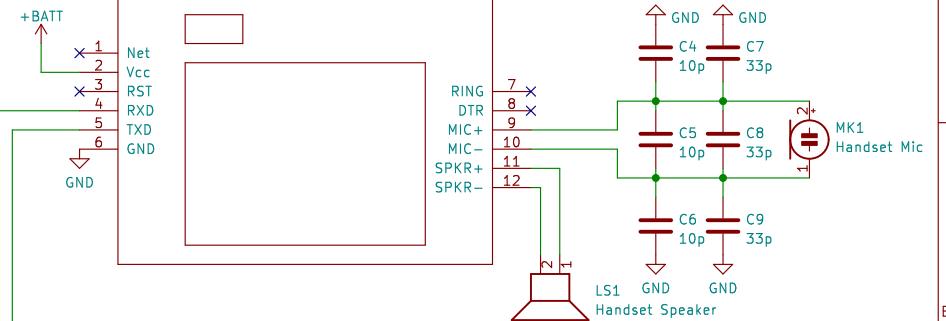 +BATT
1 Net
2 Vcc
3 RST
4 RXD
5 TXD
6 GND
GND
RING 7
DTR 8
MIC+ 9
MIC- 10
SPKR+ 11
SPKR- 12
GND GND
C4 C7
10p 33p
C5 C8
10p 33p
2 +
MK1
Handset Mic
1
C6 C9
10p 33p
GND GND
2 1
LS1
Handset Speaker